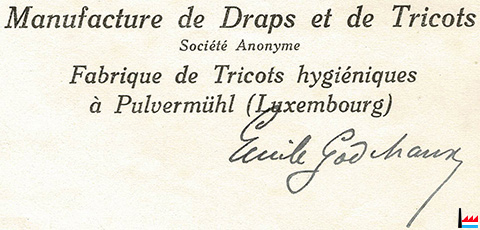 Manufacture de Draps et de Tricots
Société Anonyme
Fabrique de Tricots hygiéniques
à Pulvermühl (Luxembourg)
Emile Godchaux